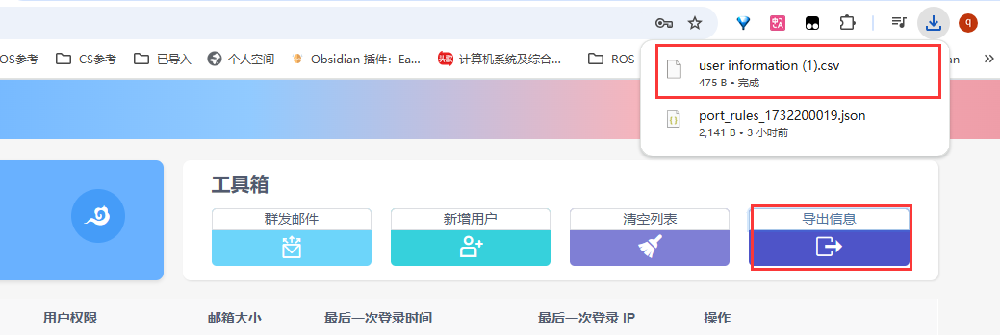 q
OS参考 CS参考 已导入 个人空间 Obsidian 插件：Ea... 头歌 计算机系统及综合... ROS an
user information (1).csv
475 B • 完成
port_rules_1732200019.json
2,141 B • 3 小时前
工具箱
群发邮件 新增用户 清空列表 导出信息
用户权限 邮箱大小 最后一次登录时间 最后一次登录 IP 操作